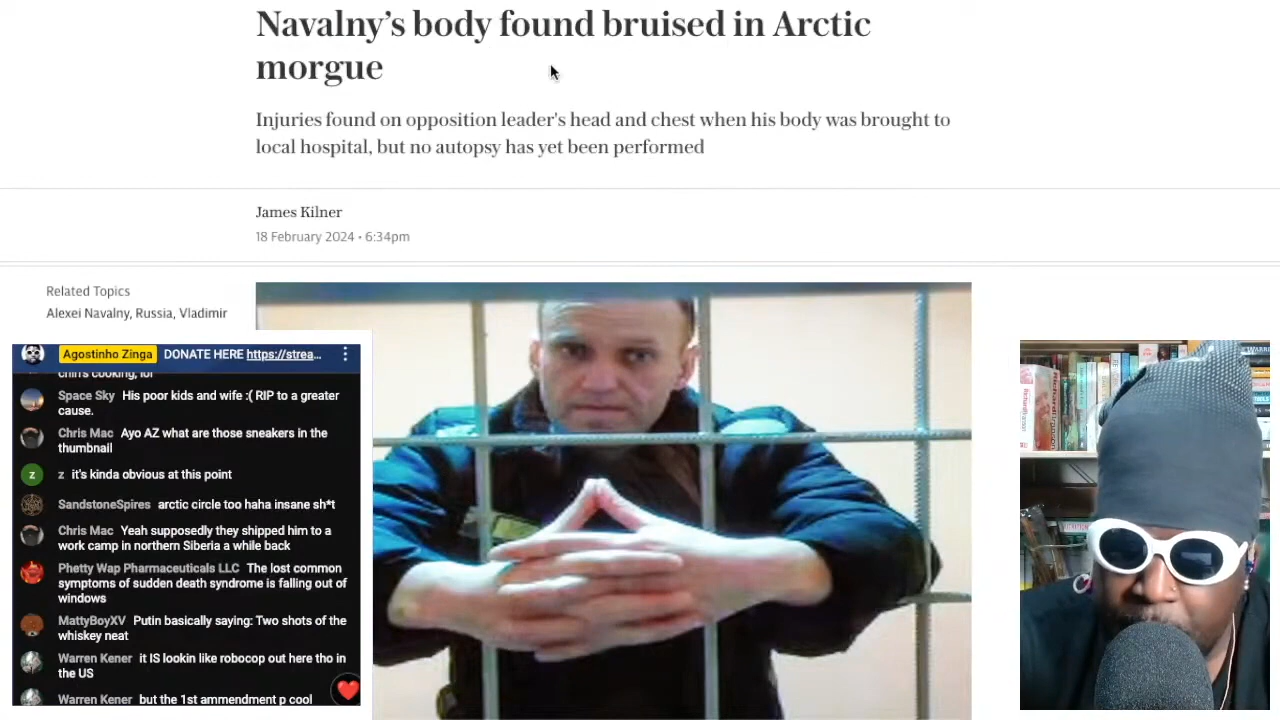 Navalny’s body found bruised in Arctic
morgue
Injuries found on opposition leader's head and chest when his body was brought to
local hospital, but no autopsy has yet been performed
James Kilner
18 February 2024 • 6:34pm
Related Topics
Alexei Navalny, Russia, Vladimir
Agostinho Zinga DONATE HERE https://strea...
Space Sky His poor kids and wife :( RIP to a greater
cause.
Chris Mac Ayo AZ what are those sneakers in the
thumbnail
z z it's kinda obvious at this point
SandstoneSpires arctic circle too haha insane sh*t
Chris Mac Yeah supposedly they shipped him to a
work camp in northern Siberia a while back
Phetty Wap Pharmaceuticals LLC The lost common
symptoms of sudden death syndrome is falling out of
windows
MattyBoyXV Putin basically saying: Two shots of the
whiskey neat
Warren Kener it IS lookin like robocop out here tho in
the US
Warren Kener but the 1st ammendment p cool